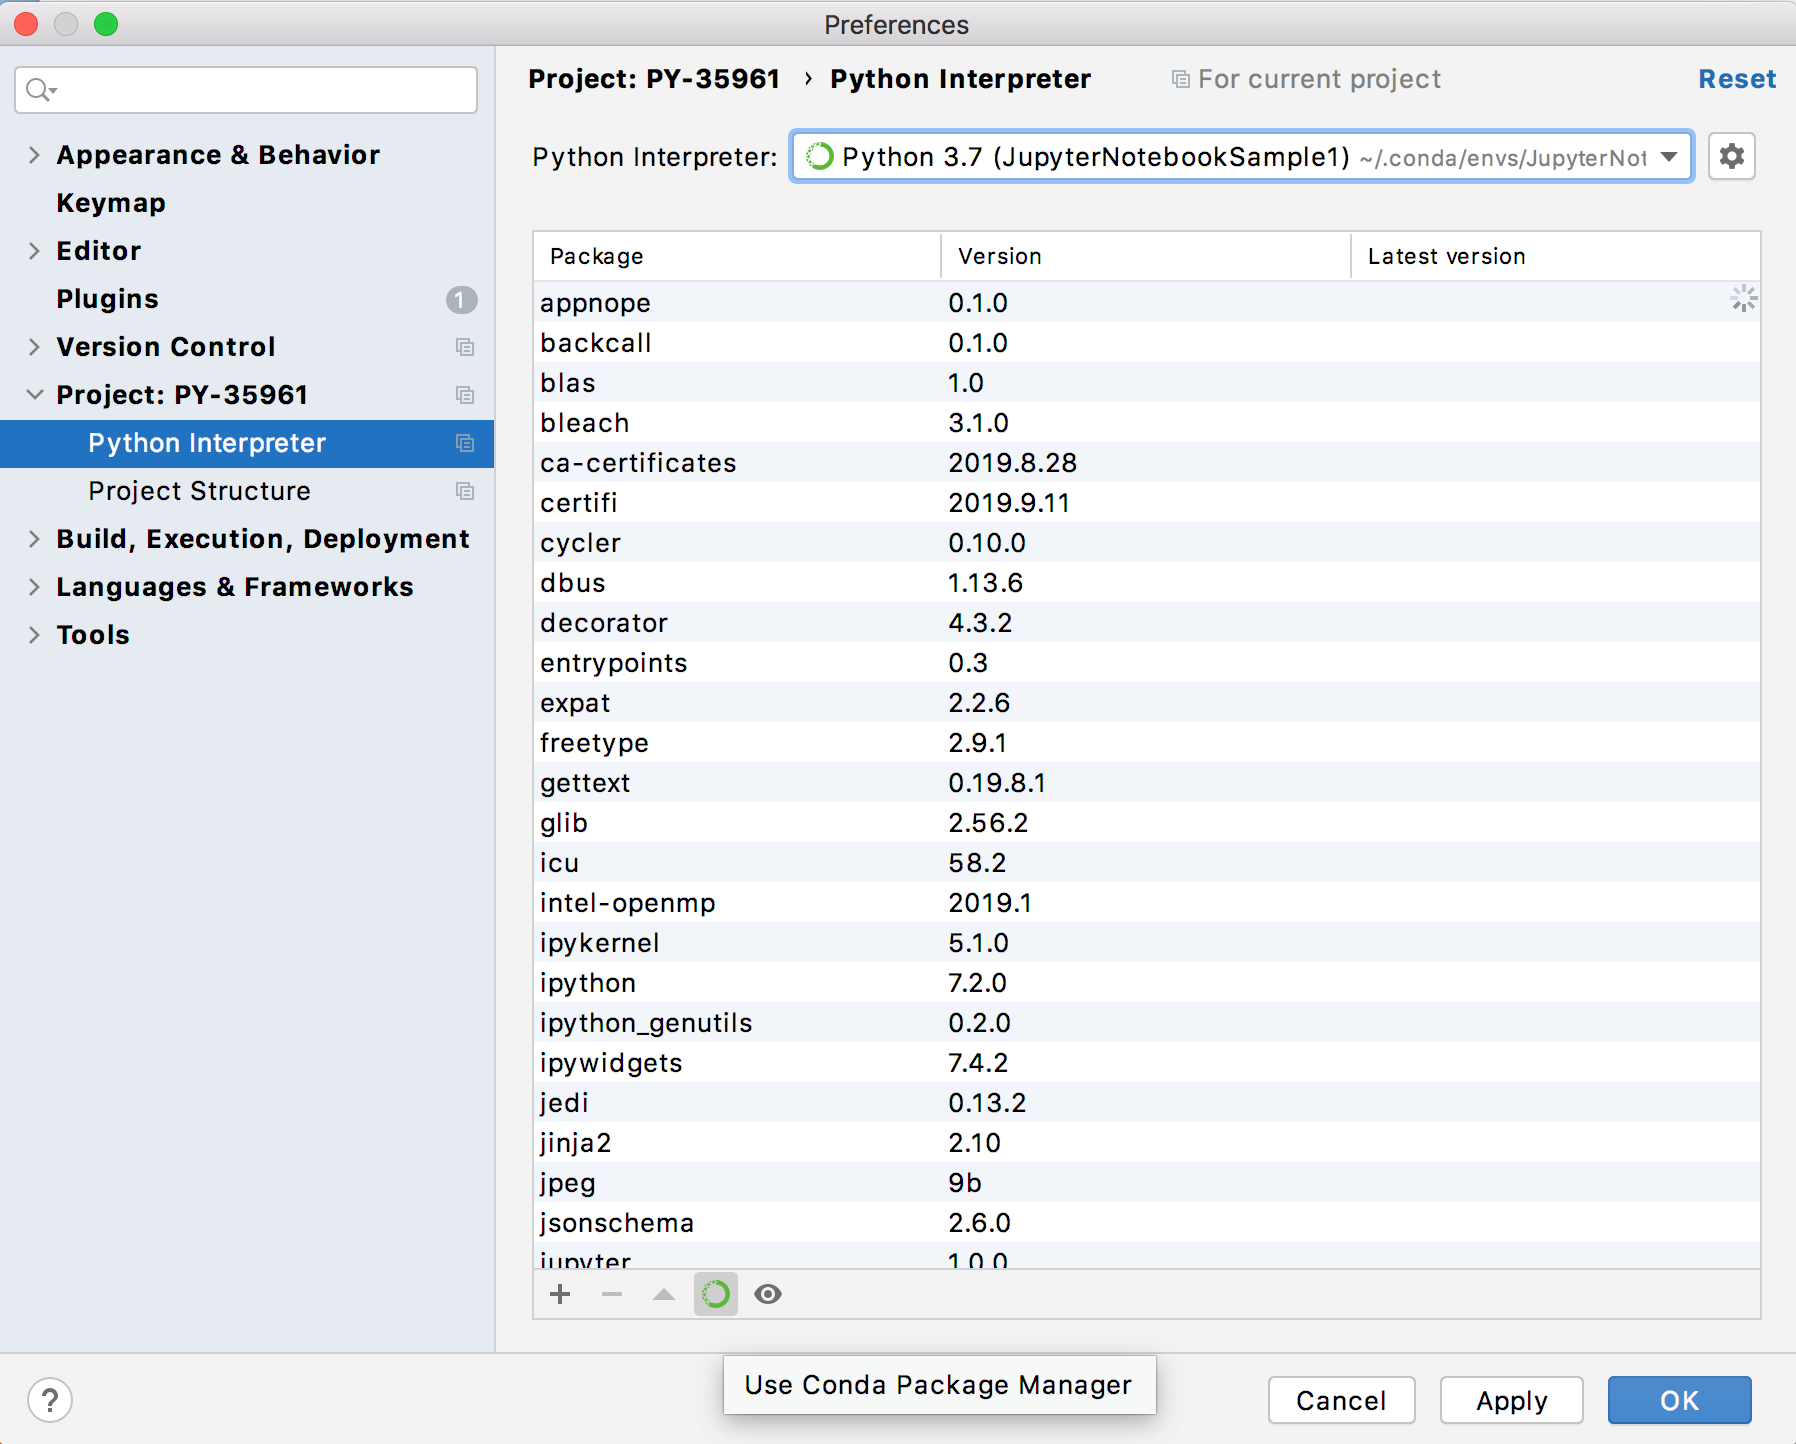 Preferences
Appearance & Behavior
Keymap
Editor
Plugins 1
Version Control
Project: PY-35961
Python Interpreter
Project Structure
Build, Execution, Deployment
Languages & Frameworks
Tools
Project: PY-35961 › Python Interpreter For current project Reset
Python Interpreter: Python 3.7 (JupyterNotebookSample1) ~/.conda/envs/JupyterNot
Package Version Latest version
appnope 0.1.0
backcall 0.1.0
blas 1.0
bleach 3.1.0
ca-certificates 2019.8.28
certifi 2019.9.11
cycler 0.10.0
dbus 1.13.6
decorator 4.3.2
entrypoints 0.3
expat 2.2.6
freetype 2.9.1
gettext 0.19.8.1
glib 2.56.2
icu 58.2
intel-openmp 2019.1
ipykernel 5.1.0
ipython 7.2.0
ipython_genutils 0.2.0
ipywidgets 7.4.2
jedi 0.13.2
jinja2 2.10
jpeg 9b
jsonschema 2.6.0
jupyter 1.0.0
Use Conda Package Manager
? Cancel Apply OK